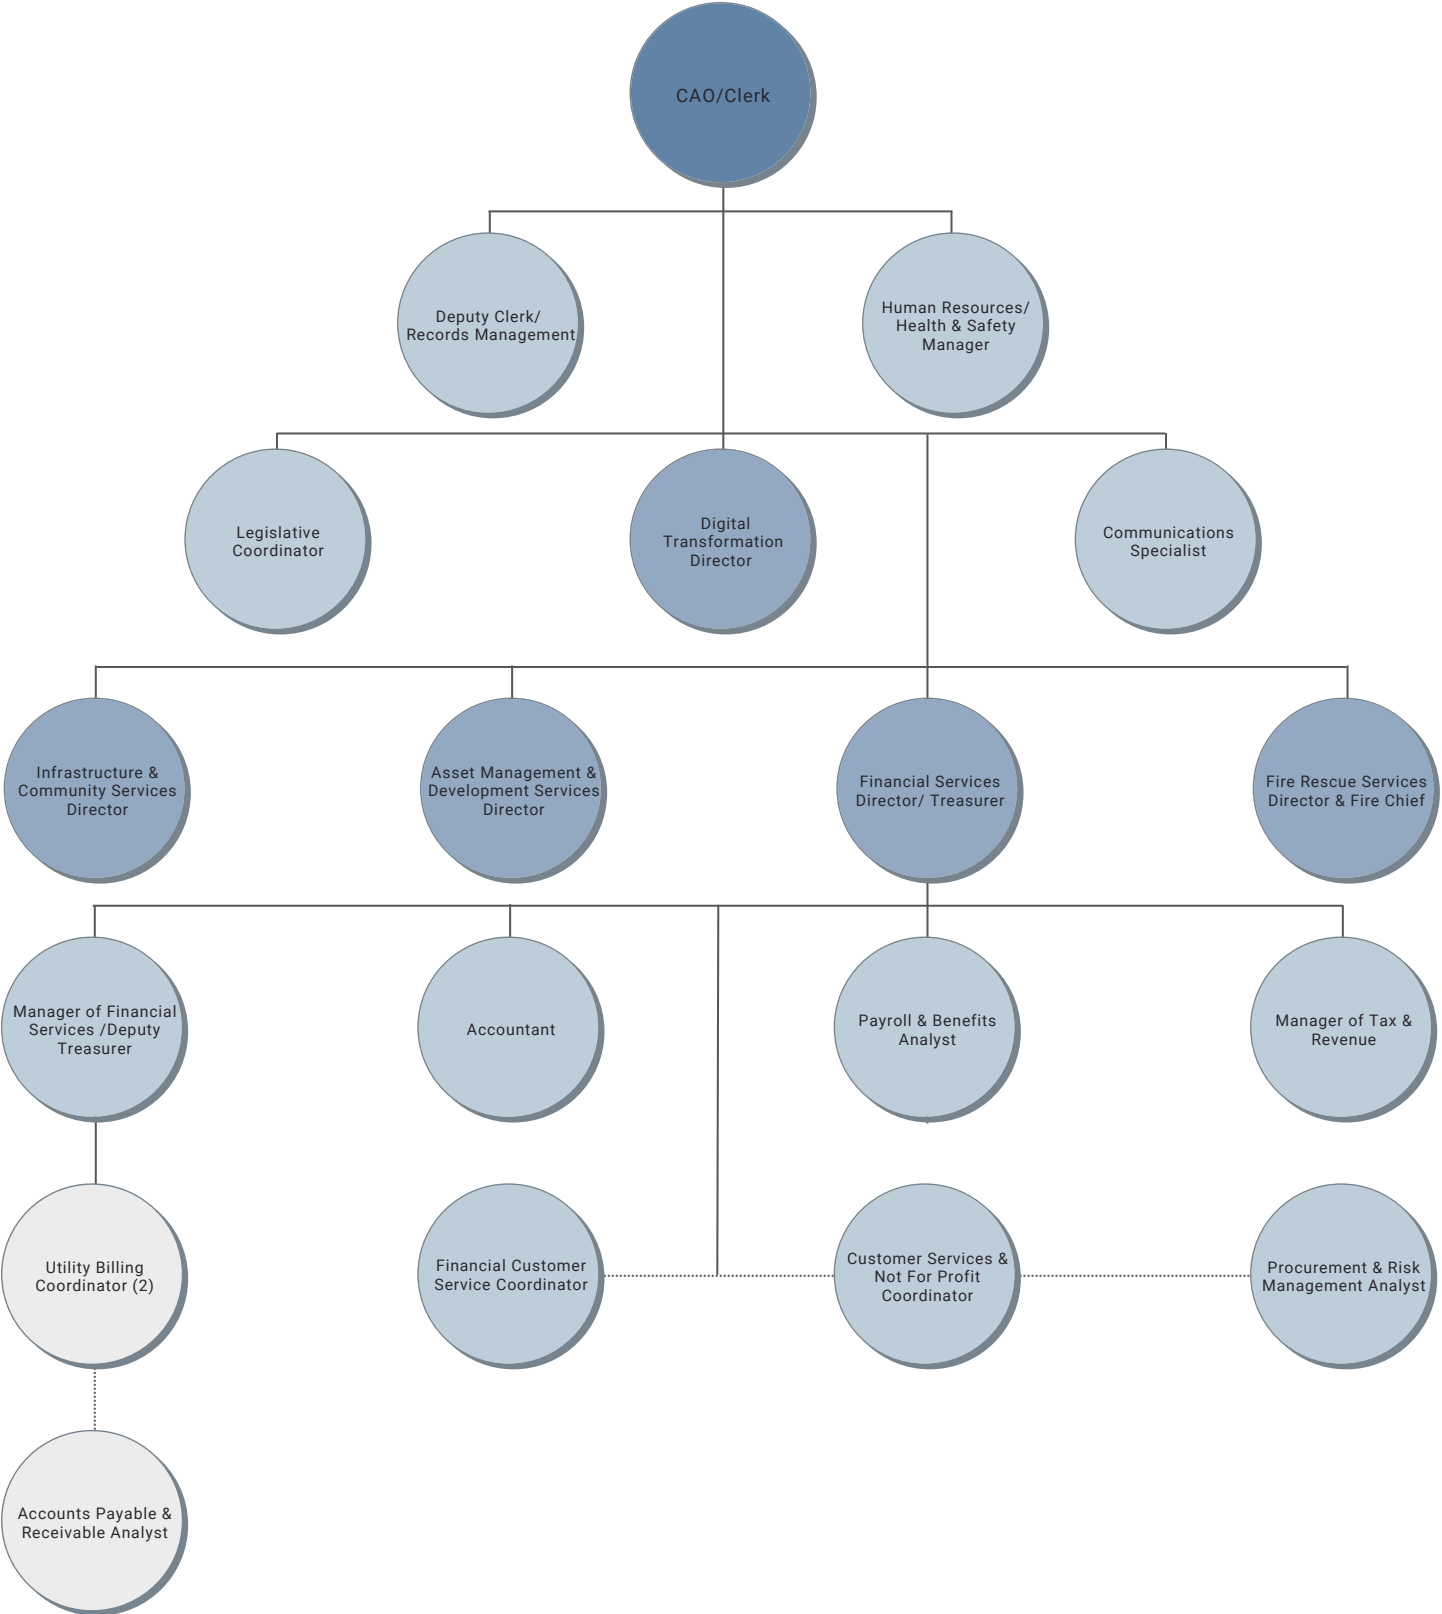 CAO/Clerk
Deputy Clerk/
Records Management
Human Resources/
Health & Safety
Manager
Legislative
Coordinator
Digital
Transformation
Director
Communications
Specialist
Infrastructure &
Community Services
Director
Asset Management &
Development Services
Director
Financial Services
Director/ Treasurer
Fire Rescue Services
Director & Fire Chief
Manager of Financial
Services /Deputy
Treasurer
Accountant
Payroll & Benefits
Analyst
Manager of Tax &
Revenue
Utility Billing
Coordinator (2)
Financial Customer
Service Coordinator
Customer Services &
Not For Profit
Coordinator
Procurement & Risk
Management Analyst
Accounts Payable &
Receivable Analyst